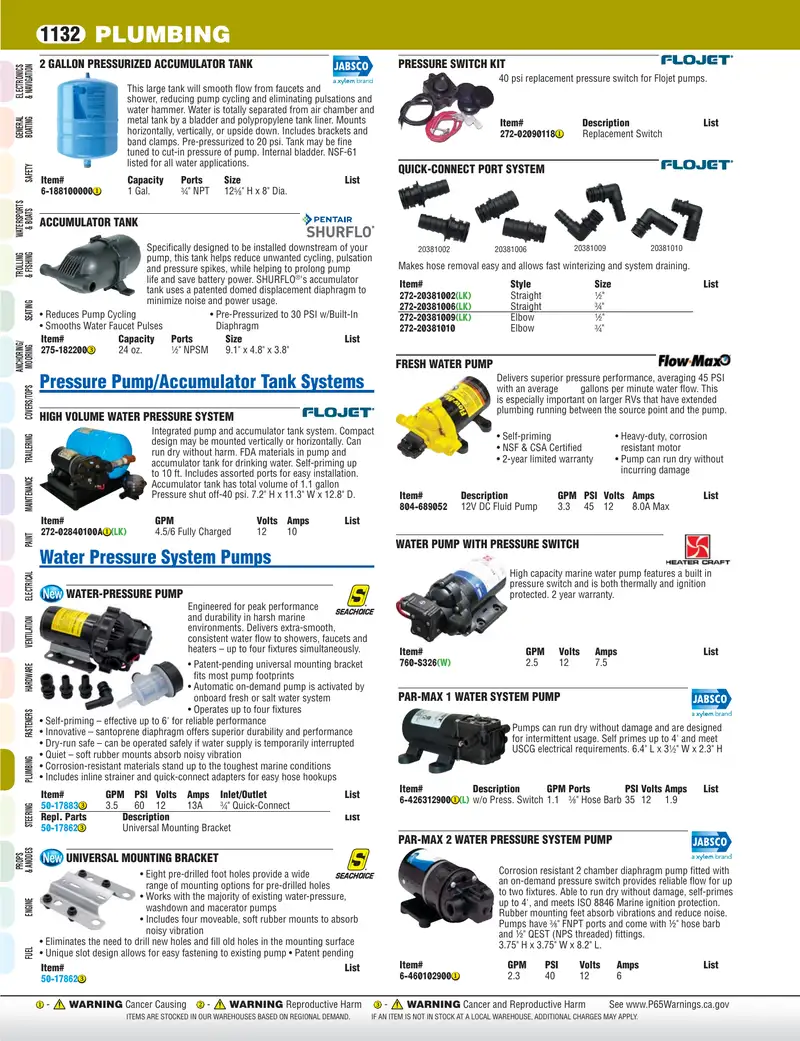 1132 PLUMBING
ELECTRONICS
& NAVIGATION
GENERAL
BOATING
SAFETY
WATERSPORTS
& BOATS
TROLLING
& FISHING
SEATING
ANCHORING/
MOORING
COVERS/TOPS
TRAILERING
MAINTENANCE
PAINT
ELECTRICAL
VENTILATION
HARDWARE
FASTENERS
PLUMBING
STEERING
PROPS
& ANODES
ENGINE
FUEL
2 GALLON PRESSURIZED ACCUMULATOR TANK
JABSCO
a xylem brand
This large tank will smooth flow from faucets and
shower, reducing pump cycling and eliminating pulsations and
water hammer. Water is totally separated from air chamber and
metal tank by a bladder and polypropylene tank liner. Mounts
horizontally, vertically, or upside down. Includes brackets and
band clamps. Pre-pressurized to 20 psi. Tank may be fine
tuned to cut-in pressure of pump. Internal bladder. NSF-61
listed for all water applications.
Item# Capacity Ports Size List
6-188100000 1 1 Gal. ¾" NPT 12⅝" H x 8" Dia.
ACCUMULATOR TANK
PENTAIR
SHURFLO®
Specifically designed to be installed downstream of your
pump, this tank helps reduce unwanted cycling, pulsation
and pressure spikes, while helping to prolong pump
life and save battery power. SHURFLO®'s accumulator
tank uses a patented domed displacement diaphragm to
minimize noise and power usage.
• Reduces Pump Cycling • Pre-Pressurized to 30 PSI w/Built-In
• Smooths Water Faucet Pulses Diaphragm
Item# Capacity Ports Size List
275-182200 3 24 oz. ½" NPSM 9.1" x 4.8" x 3.8"
Pressure Pump/Accumulator Tank Systems
HIGH VOLUME WATER PRESSURE SYSTEM
FLOJET
Integrated pump and accumulator tank system. Compact
design may be mounted vertically or horizontally. Can
run dry without harm. FDA materials in pump and
accumulator tank for drinking water. Self-priming up
to 10 ft. Includes assorted ports for easy installation.
Accumulator tank has total volume of 1.1 gallon
Pressure shut off-40 psi. 7.2" H x 11.3" W x 12.8" D.
Item# GPM Volts Amps List
272-02840100A 1 (LK) 4.5/6 Fully Charged 12 10
Water Pressure System Pumps
New WATER-PRESSURE PUMP
SEACHOICE
Engineered for peak performance
and durability in harsh marine
environments. Delivers extra-smooth,
consistent water flow to showers, faucets and
heaters – up to four fixtures simultaneously.
• Patent-pending universal mounting bracket
fits most pump footprints
• Automatic on-demand pump is activated by
onboard fresh or salt water system
• Operates up to four fixtures
• Self-priming – effective up to 6' for reliable performance
• Innovative – santoprene diaphragm offers superior durability and performance
• Dry-run safe – can be operated safely if water supply is temporarily interrupted
• Quiet – soft rubber mounts absorb noisy vibration
• Corrosion-resistant materials stand up to the toughest marine conditions
• Includes inline strainer and quick-connect adapters for easy hose hookups
Item# GPM PSI Volts Amps Inlet/Outlet List
50-17883 3 3.5 60 12 13A ¾" Quick-Connect
Repl. Parts Description List
50-17862 3 Universal Mounting Bracket
New UNIVERSAL MOUNTING BRACKET
SEACHOICE
• Eight pre-drilled foot holes provide a wide
range of mounting options for pre-drilled holes
• Works with the majority of existing water-pressure,
washdown and macerator pumps
• Includes four moveable, soft rubber mounts to absorb
noisy vibration
• Eliminates the need to drill new holes and fill old holes in the mounting surface
• Unique slot design allows for easy fastening to existing pump • Patent pending
Item# List
50-17862 3
PRESSURE SWITCH KIT
FLOJET
40 psi replacement pressure switch for Flojet pumps.
Item# Description List
272-02090118 1 Replacement Switch
QUICK-CONNECT PORT SYSTEM
FLOJET
20381002 20381006 20381009 20381010
Makes hose removal easy and allows fast winterizing and system draining.
Item# Style Size List
272-20381002(LK) Straight ½"
272-20381006(LK) Straight ¾"
272-20381009(LK) Elbow ½"
272-20381010 Elbow ¾"
FRESH WATER PUMP
Flow-Max
Delivers superior pressure performance, averaging 45 PSI
with an average gallons per minute water flow. This
is especially important on larger RVs that have extended
plumbing running between the source point and the pump.
• Self-priming • Heavy-duty, corrosion
• NSF & CSA Certified resistant motor
• 2-year limited warranty • Pump can run dry without
incurring damage
Item# Description GPM PSI Volts Amps List
804-689052 12V DC Fluid Pump 3.3 45 12 8.0A Max
WATER PUMP WITH PRESSURE SWITCH
HEATER CRAFT
High capacity marine water pump features a built in
pressure switch and is both thermally and ignition
protected. 2 year warranty.
Item# GPM Volts Amps List
760-S326(W) 2.5 12 7.5
PAR-MAX 1 WATER SYSTEM PUMP
JABSCO
a xylem brand
Pumps can run dry without damage and are designed
for intermittent usage. Self primes up to 4' and meet
USCG electrical requirements. 6.4" L x 3½" W x 2.3" H
Item# Description GPM Ports PSI Volts Amps List
6-426312900 1 (L) w/o Press. Switch 1.1 ⅜" Hose Barb 35 12 1.9
PAR-MAX 2 WATER PRESSURE SYSTEM PUMP
JABSCO
a xylem brand
Corrosion resistant 2 chamber diaphragm pump fitted with
an on-demand pressure switch provides reliable flow for up
to two fixtures. Able to run dry without damage, self-primes
up to 4', and meets ISO 8846 Marine ignition protection.
Rubber mounting feet absorb vibrations and reduce noise.
Pumps have ⅜" FNPT ports and come with ½" hose barb
and ½" QEST (NPS threaded) fittings.
3.75" H x 3.75" W x 8.2" L.
Item# GPM PSI Volts Amps List
6-460102900 1 2.3 40 12 6
1 - WARNING Cancer Causing 2 - WARNING Reproductive Harm 3 - WARNING Cancer and Reproductive Harm See www.P65Warnings.ca.gov
ITEMS ARE STOCKED IN OUR WAREHOUSES BASED ON REGIONAL DEMAND. IF AN ITEM IS NOT IN STOCK AT A LOCAL WAREHOUSE, ADDITIONAL CHARGES MAY APPLY.